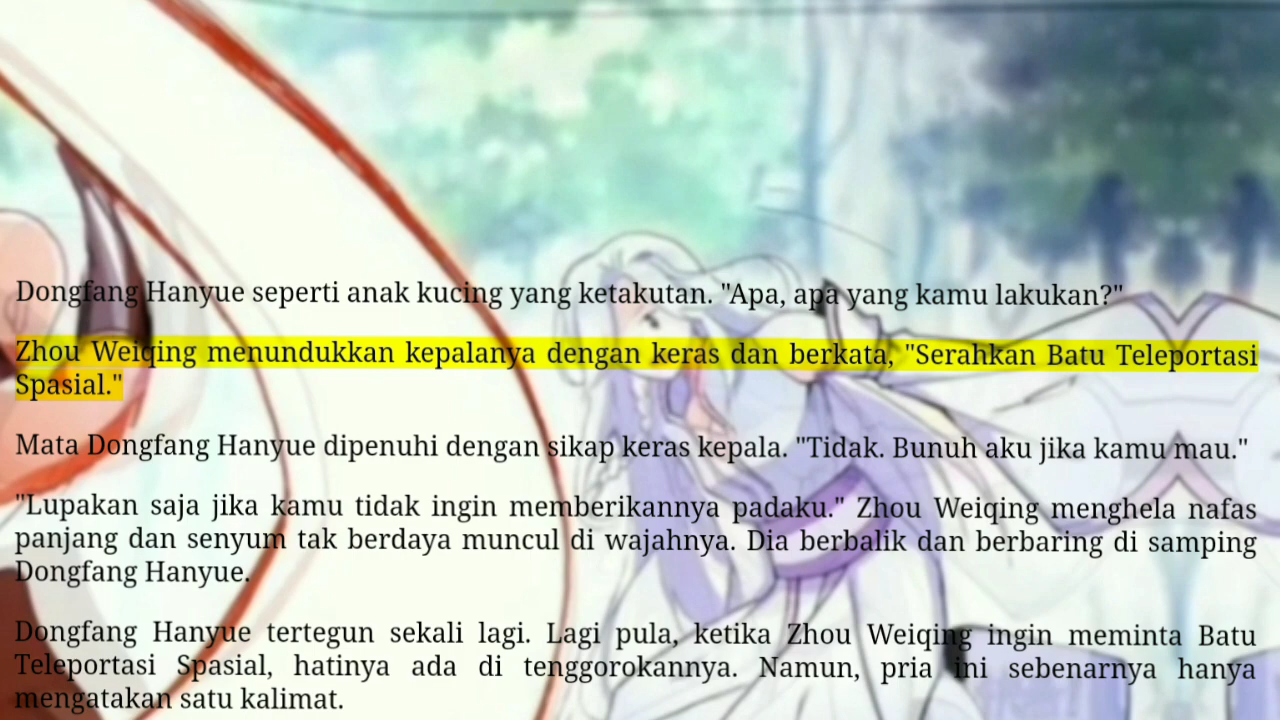 Dongfang Hanyue seperti anak kucing yang ketakutan. "Apa, apa yang kamu lakukan?"
Zhou Weiqing menundukkan kepalanya dengan keras dan berkata, "Serahkan Batu Teleportasi
Spasial."
Mata Dongfang Hanyue dipenuhi dengan sikap keras kepala. "Tidak. Bunuh aku jika kamu mau."
"Lupakan saja jika kamu tidak ingin memberikannya padaku." Zhou Weiqing menghela nafas
panjang dan senyum tak berdaya muncul di wajahnya. Dia berbalik dan berbaring di samping
Dongfang Hanyue.
Dongfang Hanyue tertegun sekali lagi. Lagi pula, ketika Zhou Weiqing ingin meminta Batu
Teleportasi Spasial, hatinya ada di tenggorokannya. Namun, pria ini sebenarnya hanya
mengatakan satu kalimat.